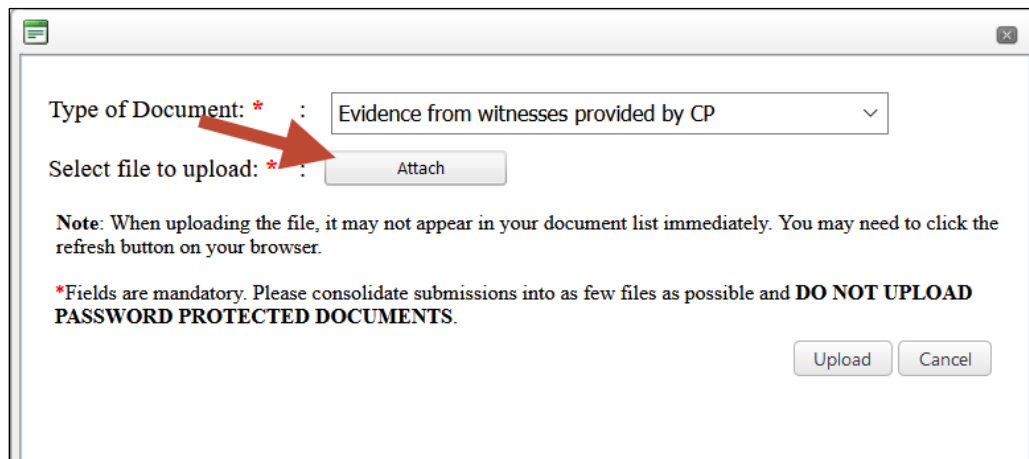 Type of Document: * : Evidence from witnesses provided by CP
Select file to upload: * : Attach
Note: When uploading the file, it may not appear in your document list immediately. You may need to click the
refresh button on your browser.
*Fields are mandatory. Please consolidate submissions into as few files as possible and DO NOT UPLOAD
PASSWORD PROTECTED DOCUMENTS.
Upload Cancel